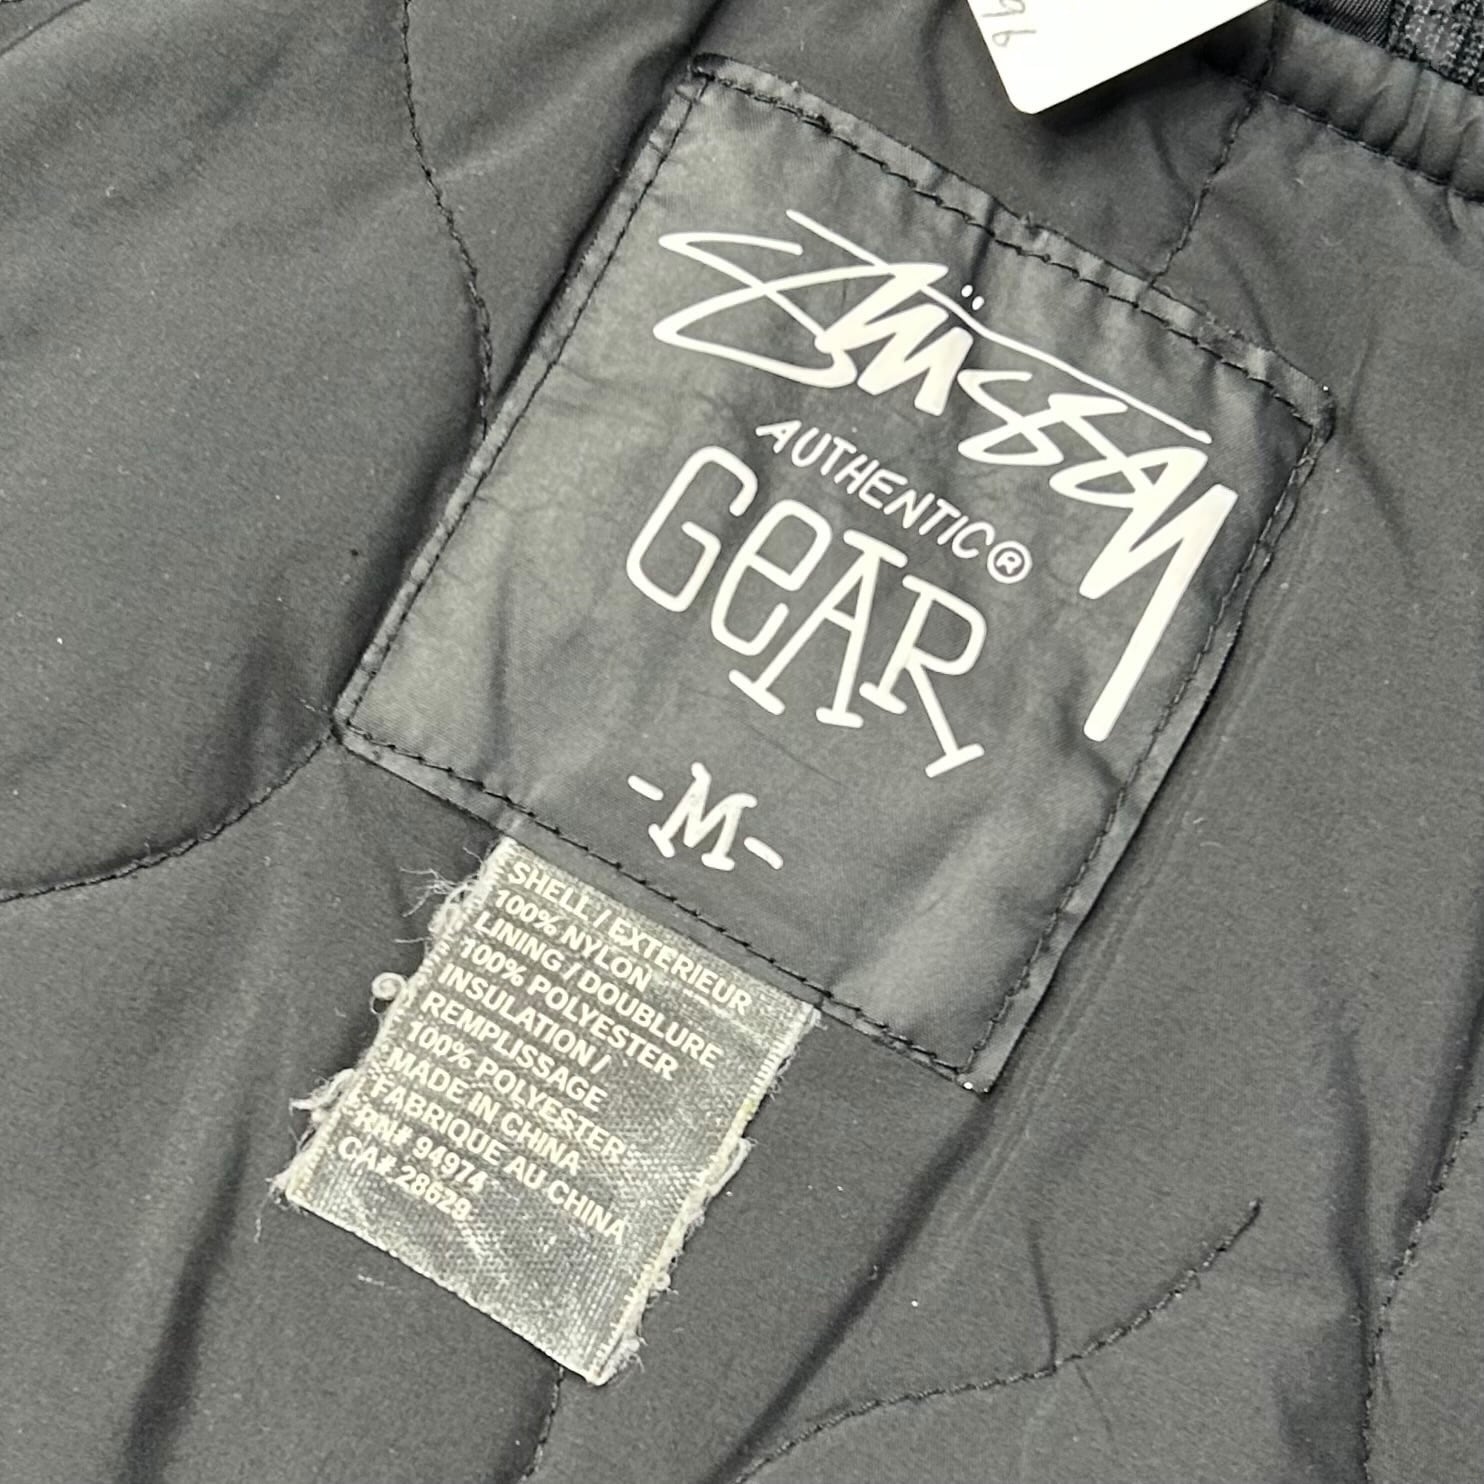 96
Stüssy
AUTHENTIC®
GEAR
-M-
SHELL / EXTERIEUR
100% NYLON
LINING / DOUBLURE
100% POLYESTER
INSULATION /
REMPLISSAGE
100% POLYESTER
MADE IN CHINA
FABRIQUE AU CHINA
RN# 94974
CA# 28629